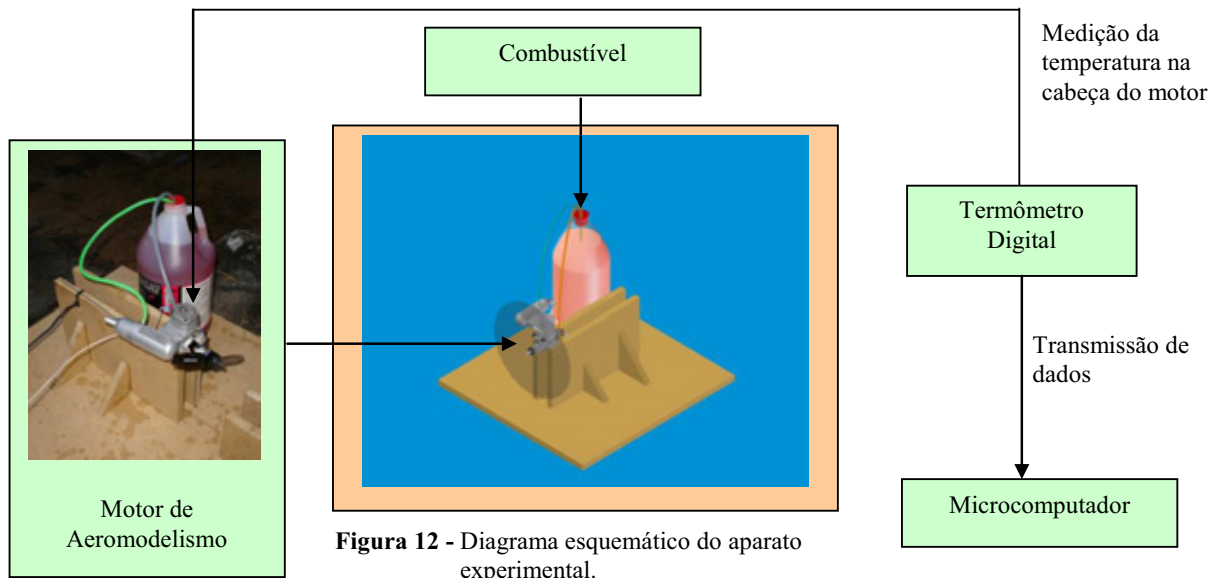 Combustível
Medição da
temperatura na
cabeça do motor
Termômetro
Digital
Transmissão de
dados
Microcomputador
Motor de
Aeromodelismo
Figura 12 - Diagrama esquemático do aparato
experimental.